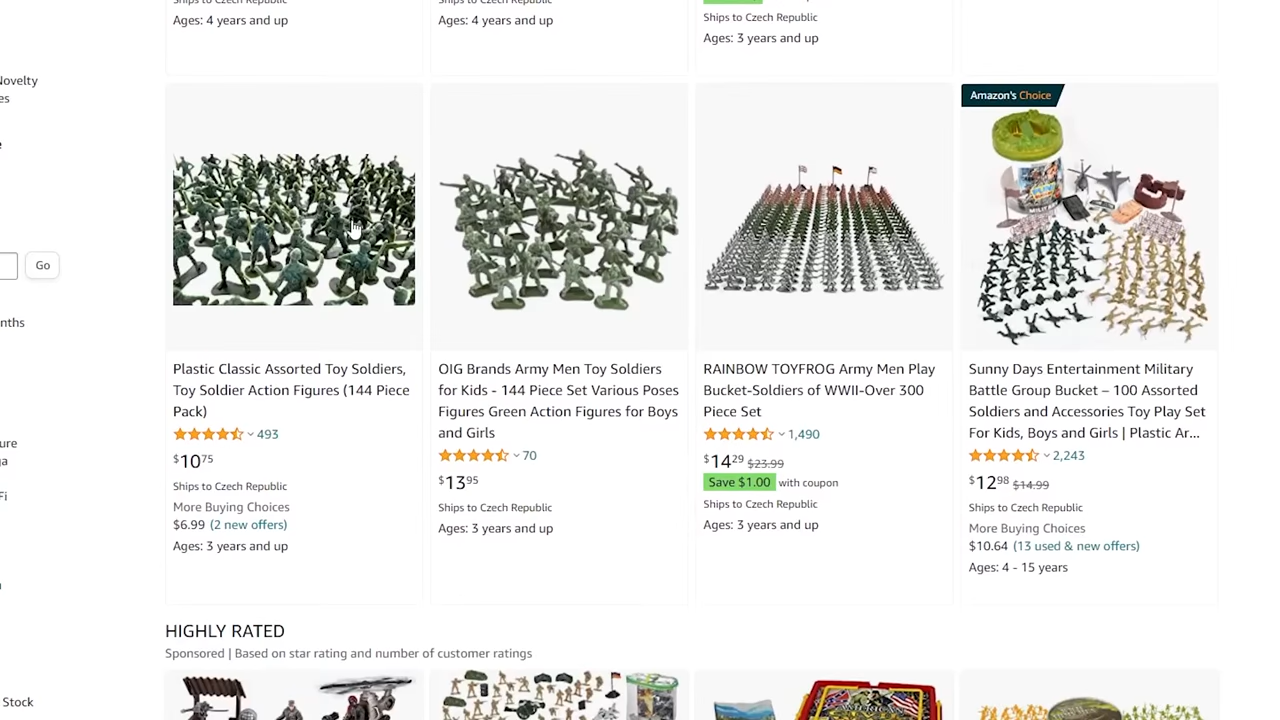 Ships to Czech Republic
Ages: 4 years and up
Ships to Czech Republic
Ages: 4 years and up
Ships to Czech Republic
Ages: 3 years and up
Novelty
Go
Stock
Plastic Classic Assorted Toy Soldiers,
Toy Soldier Action Figures (144 Piece
Pack)
493
$10.75
Ships to Czech Republic
More Buying Choices
$6.99 (2 new offers)
Ages: 3 years and up
OIG Brands Army Men Toy Soldiers
for Kids - 144 Piece Set Various Poses
Figures Green Action Figures for Boys
and Girls
70
$13.95
Ships to Czech Republic
Ages: 3 years and up
RAINBOW TOYFROG Army Men Play
Bucket-Soldiers of WWII-Over 300
Piece Set
1,490
$14.29 $23.99
Save $1.00 with coupon
Ships to Czech Republic
Ages: 3 years and up
Amazon's Choice
Sunny Days Entertainment Military
Battle Group Bucket – 100 Assorted
Soldiers and Accessories Toy Play Set
For Kids, Boys and Girls | Plastic Ar...
2,243
$12.98 $14.99
Ships to Czech Republic
More Buying Choices
$10.64 (13 used & new offers)
Ages: 4 - 15 years
HIGHLY RATED
Sponsored | Based on star rating and number of customer ratings